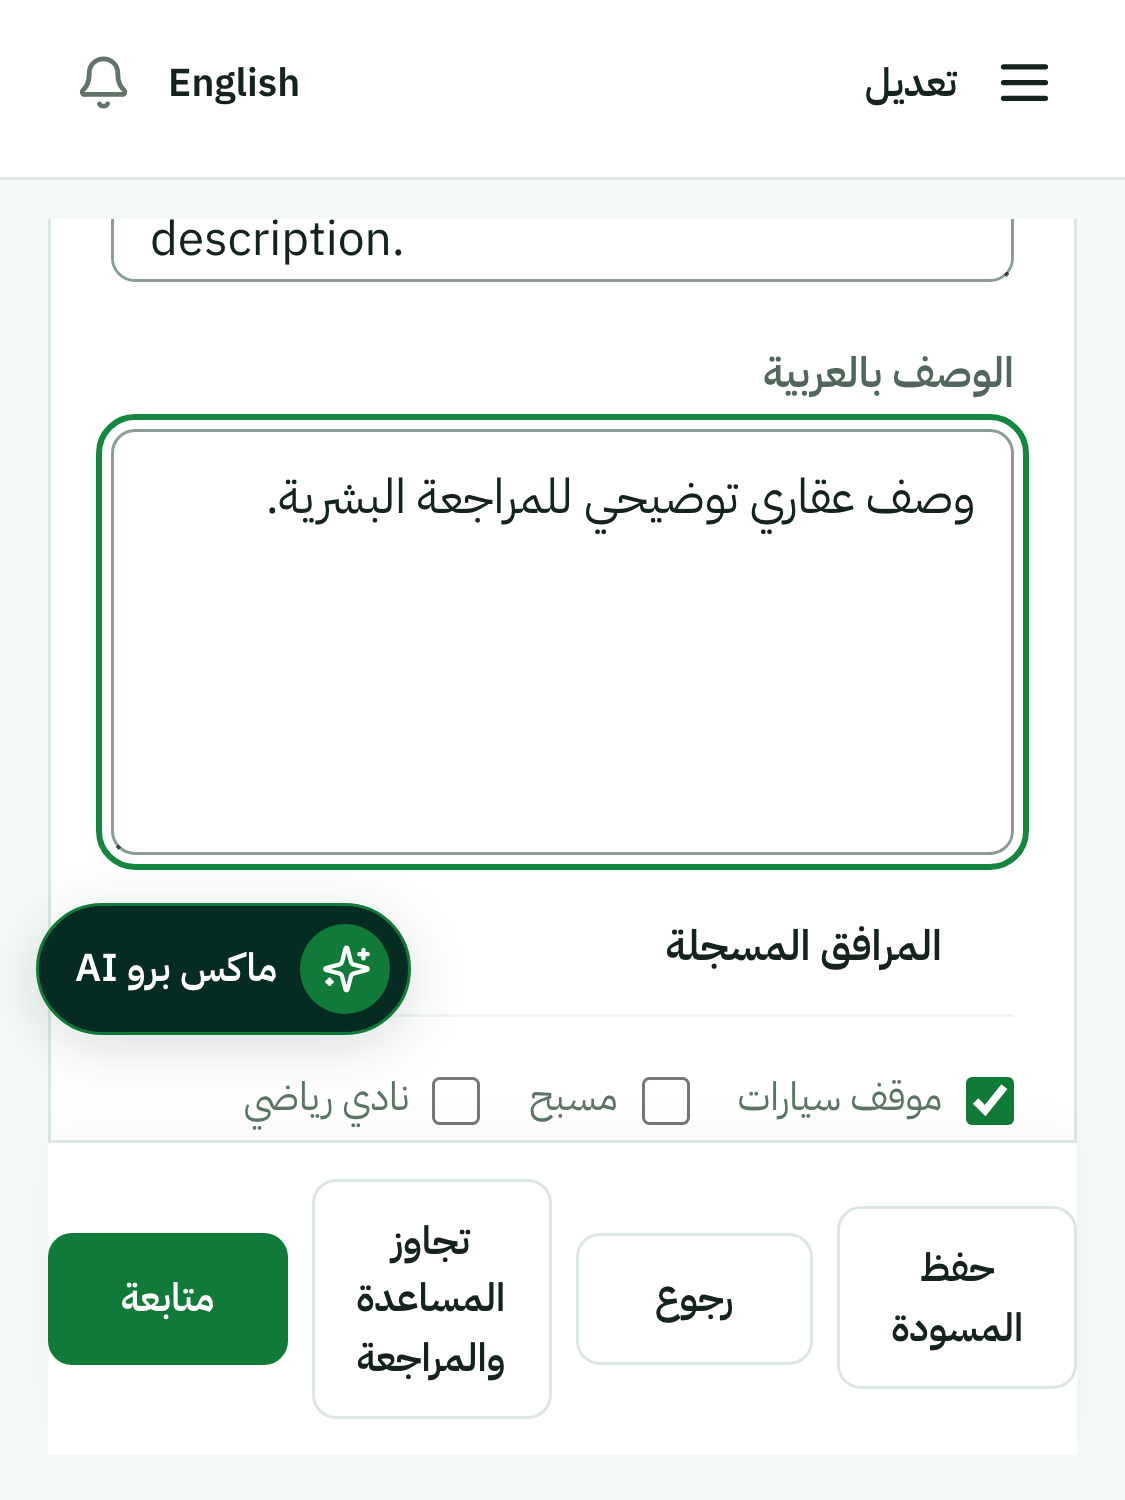 تعديل
English
description.
الوصف بالعربية
وصف عقاري توضيحي للمراجعة البشرية.
المرافق المسجلة
ماكس برو AI
موقف سيارات
مسبح
نادي رياضي
حفظ
المسودة
رجوع
تجاوز
المساعدة
والمراجعة
متابعة